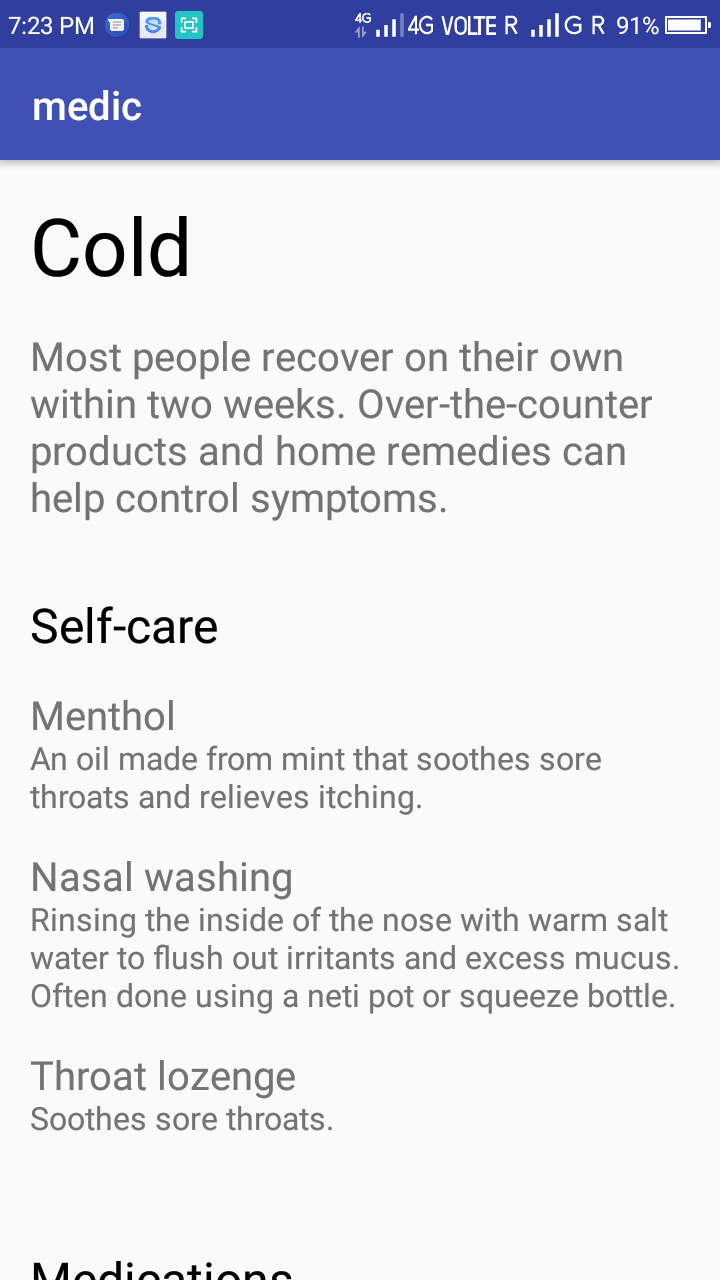 7:23 PM 4G 4G VOLTE R G R 91%
medic
Cold
Most people recover on their own
within two weeks. Over-the-counter
products and home remedies can
help control symptoms.
Self-care
Menthol
An oil made from mint that soothes sore
throats and relieves itching.
Nasal washing
Rinsing the inside of the nose with warm salt
water to flush out irritants and excess mucus.
Often done using a neti pot or squeeze bottle.
Throat lozenge
Soothes sore throats.
Medications